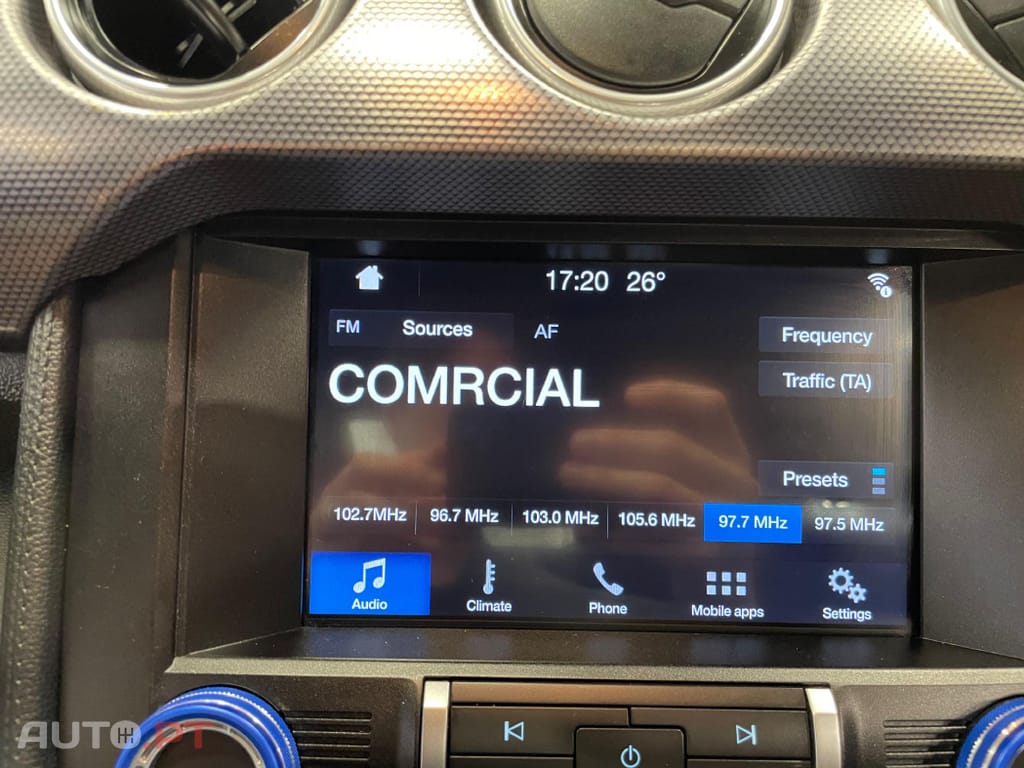 17:20 26°
FM Sources AF
Frequency
COMRCIAL
Traffic (TA)
Presets
102.7MHz 96.7 MHz 103.0 MHz 105.6 MHz 97.7 MHz 97.5 MHz
Audio Climate Phone Mobile apps Settings
AUTO PT